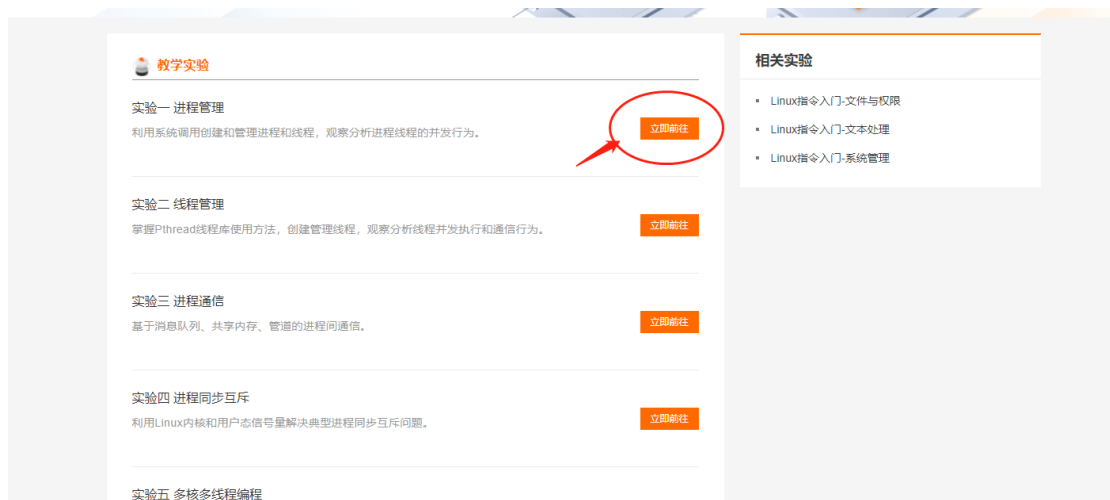 教学实验
实验一 进程管理
利用系统调用创建和管理进程和线程，观察分析进程线程的并发行为。
立即前往
实验二 线程管理
掌握Pthread线程库使用方法，创建管理线程，观察分析线程并发执行和通信行为。
立即前往
实验三 进程通信
基于消息队列、共享内存、管道的进程间通信。
立即前往
实验四 进程同步互斥
利用Linux内核和用户态信号量解决典型进程同步互斥问题。
立即前往
实验五 多核多线程编程
相关实验
Linux指令入门-文件与权限
Linux指令入门-文本处理
Linux指令入门-系统管理